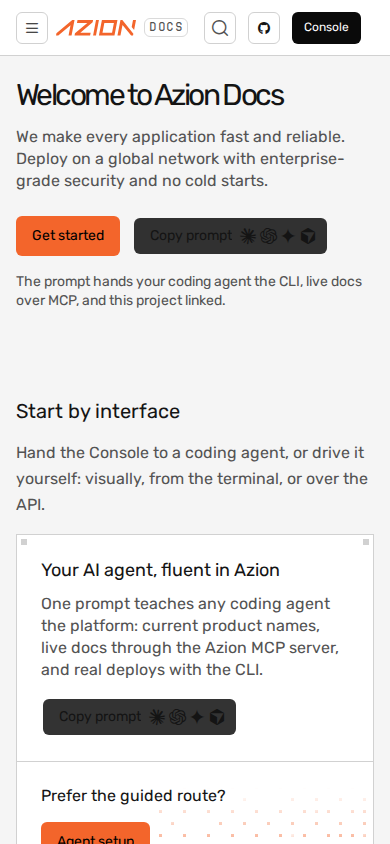 AZION DOCS Console
Welcome to Azion Docs
We make every application fast and reliable.
Deploy on a global network with enterprise-
grade security and no cold starts.
Get started Copy prompt
The prompt hands your coding agent the CLI, live docs
over MCP, and this project linked.
Start by interface
Hand the Console to a coding agent, or drive it
yourself: visually, from the terminal, or over the
API.
Your AI agent, fluent in Azion
One prompt teaches any coding agent
the platform: current product names,
live docs through the Azion MCP server,
and real deploys with the CLI.
Copy prompt
Prefer the guided route?
Agent setup